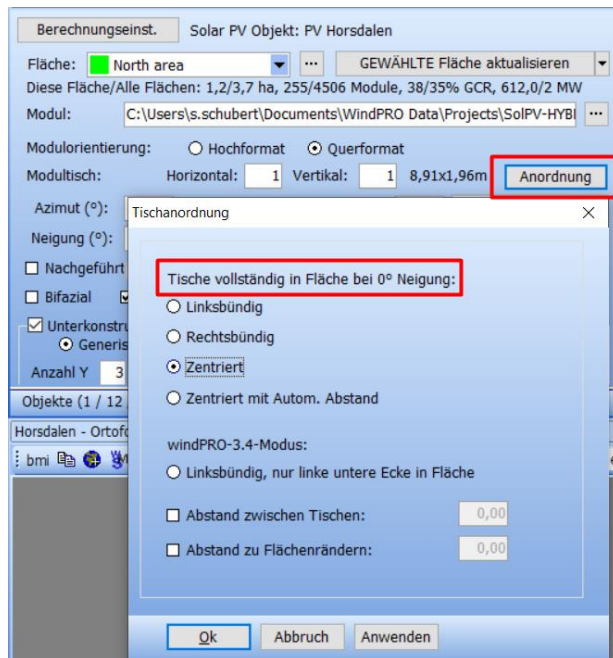 Berechnungseinst. Solar PV Objekt: PV Horsdalen
Fläche: North area ... GEWÄHLTE Fläche aktualisieren
Diese Fläche/Alle Flächen: 1,2/3,7 ha, 255/4506 Module, 38/35% GCR, 612,0/2 MW
Modul: C:\Users\s.schubert\Documents\WindPRO Data\Projects\SolPV-HYBI ...
Modulorientierung: Hochformat Querformat
Modultisch: Horizontal: 1 Vertikal: 1 8,91x1,96m Anordnung
Azimut (°):
Neigung (°):
Nachgeführt
Bifazial
Unterkonstru
Generis
Anzahl Y 3
Objekte (1 / 12
Horsdalen - Ortofo
bmi
Tischanordnung
Tische vollständig in Fläche bei 0° Neigung:
Linksbündig
Rechtsbündig
Zentriert
Zentriert mit Autom. Abstand
windPRO-3.4-Modus:
Linksbündig, nur linke untere Ecke in Fläche
Abstand zwischen Tischen: 0,00
Abstand zu Flächenrändern: 0,00
Ok Abbruch Anwenden